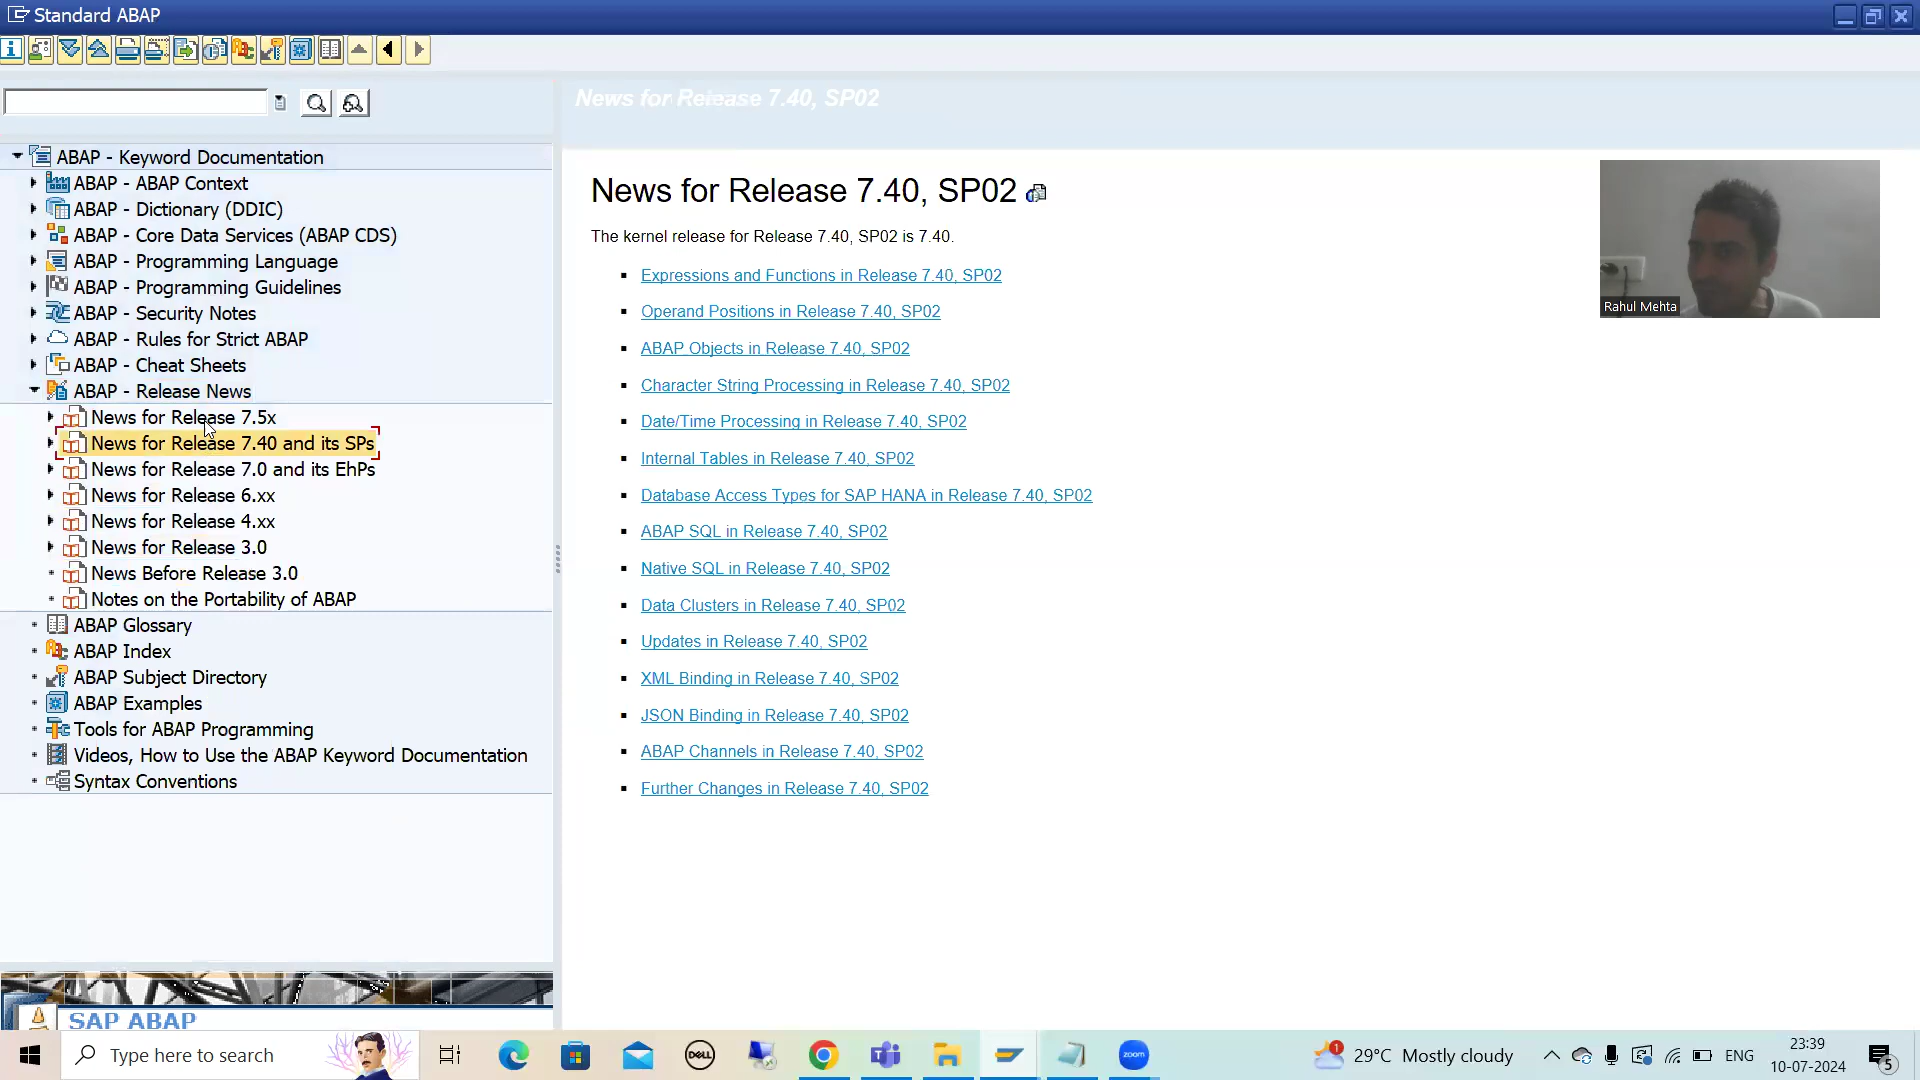 Standard ABAP
News for Release 7.40, SP02
ABAP - Keyword Documentation
ABAP - ABAP Context
ABAP - Dictionary (DDIC)
ABAP - Core Data Services (ABAP CDS)
ABAP - Programming Language
ABAP - Programming Guidelines
ABAP - Security Notes
ABAP - Rules for Strict ABAP
ABAP - Cheat Sheets
ABAP - Release News
News for Release 7.5x
News for Release 7.40 and its SPs
News for Release 7.0 and its EhPs
News for Release 6.xx
News for Release 4.xx
News for Release 3.0
News Before Release 3.0
Notes on the Portability of ABAP
ABAP Glossary
ABAP Index
ABAP Subject Directory
ABAP Examples
Tools for ABAP Programming
Videos, How to Use the ABAP Keyword Documentation
Syntax Conventions
SAP ABAP
News for Release 7.40, SP02
The kernel release for Release 7.40, SP02 is 7.40.
Expressions and Functions in Release 7.40, SP02
Operand Positions in Release 7.40, SP02
ABAP Objects in Release 7.40, SP02
Character String Processing in Release 7.40, SP02
Date/Time Processing in Release 7.40, SP02
Internal Tables in Release 7.40, SP02
Database Access Types for SAP HANA in Release 7.40, SP02
ABAP SQL in Release 7.40, SP02
Native SQL in Release 7.40, SP02
Data Clusters in Release 7.40, SP02
Updates in Release 7.40, SP02
XML Binding in Release 7.40, SP02
JSON Binding in Release 7.40, SP02
ABAP Channels in Release 7.40, SP02
Further Changes in Release 7.40, SP02
Rahul Mehta
Type here to search
DELL
zoom
1
29°C Mostly cloudy
ENG
23:39
10-07-2024
5